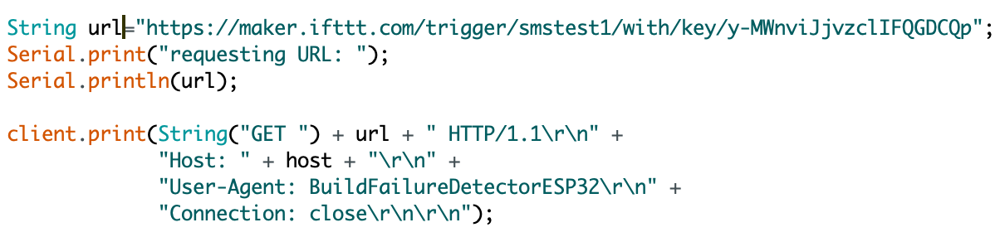 String url="https://maker.ifttt.com/trigger/smstest1/with/key/y-MWnviJjvzclIFQGDCQp";
Serial.print("requesting URL: ");
Serial.println(url);
client.print(String("GET ") + url + " HTTP/1.1\r\n" +
"Host: " + host + "\r\n" +
"User-Agent: BuildFailureDetectorESP32\r\n" +
"Connection: close\r\n\r\n");